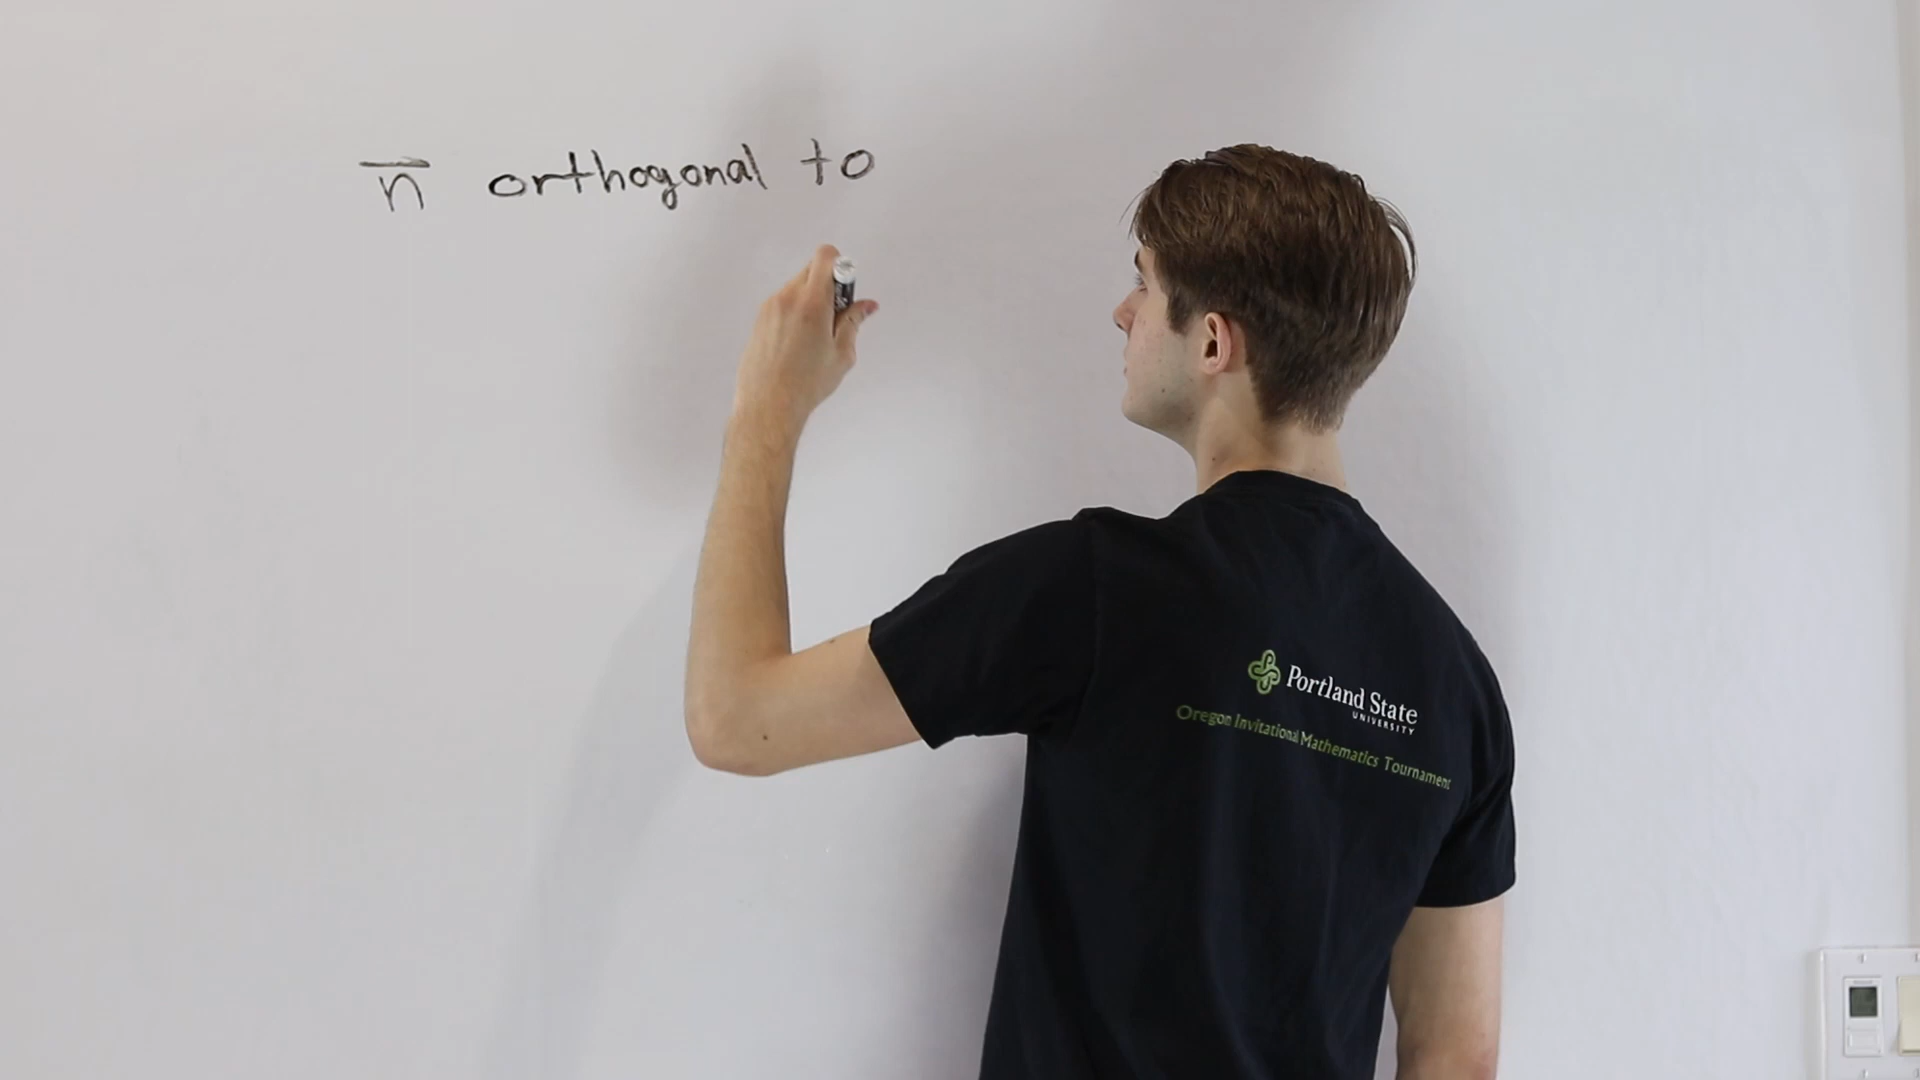 n⃗ orthogonal to
Portland State
UNIVERSITY
Oregon Invitational Mathematics Tournament